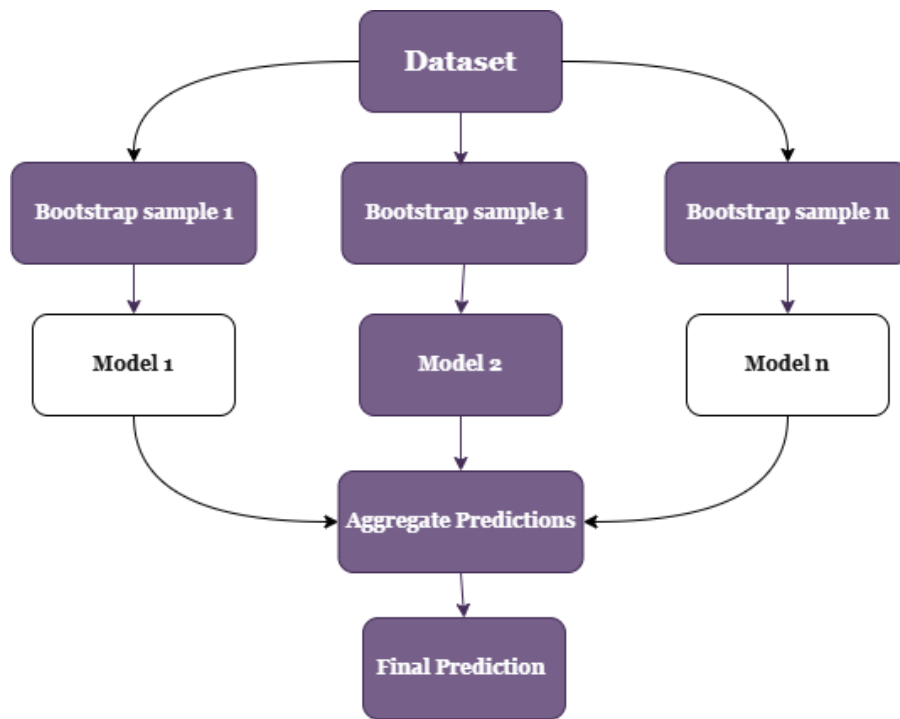 Dataset
Bootstrap sample 1
Bootstrap sample 1
Bootstrap sample n
Model 1
Model 2
Model n
Aggregate Predictions
Final Prediction